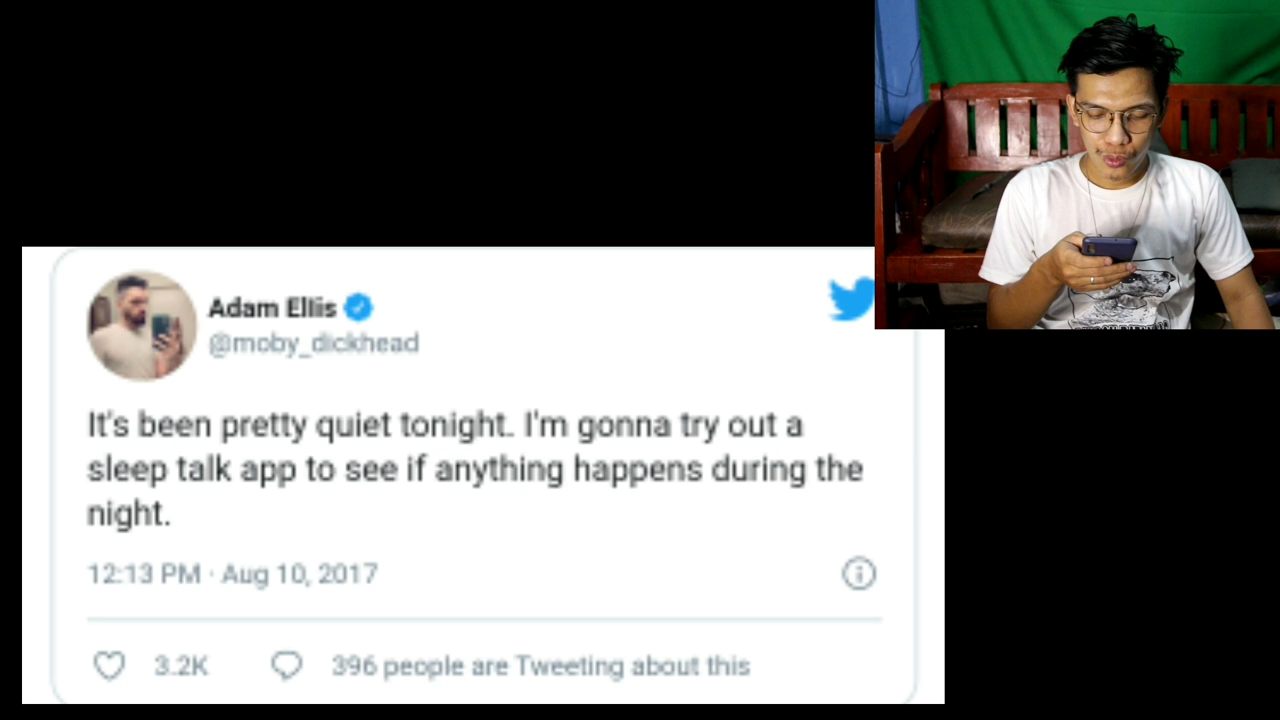 Adam Ellis
@moby_dickhead
It's been pretty quiet tonight. I'm gonna try out a
sleep talk app to see if anything happens during the
night.
12:13 PM · Aug 10, 2017
3.2K
396 people are Tweeting about this